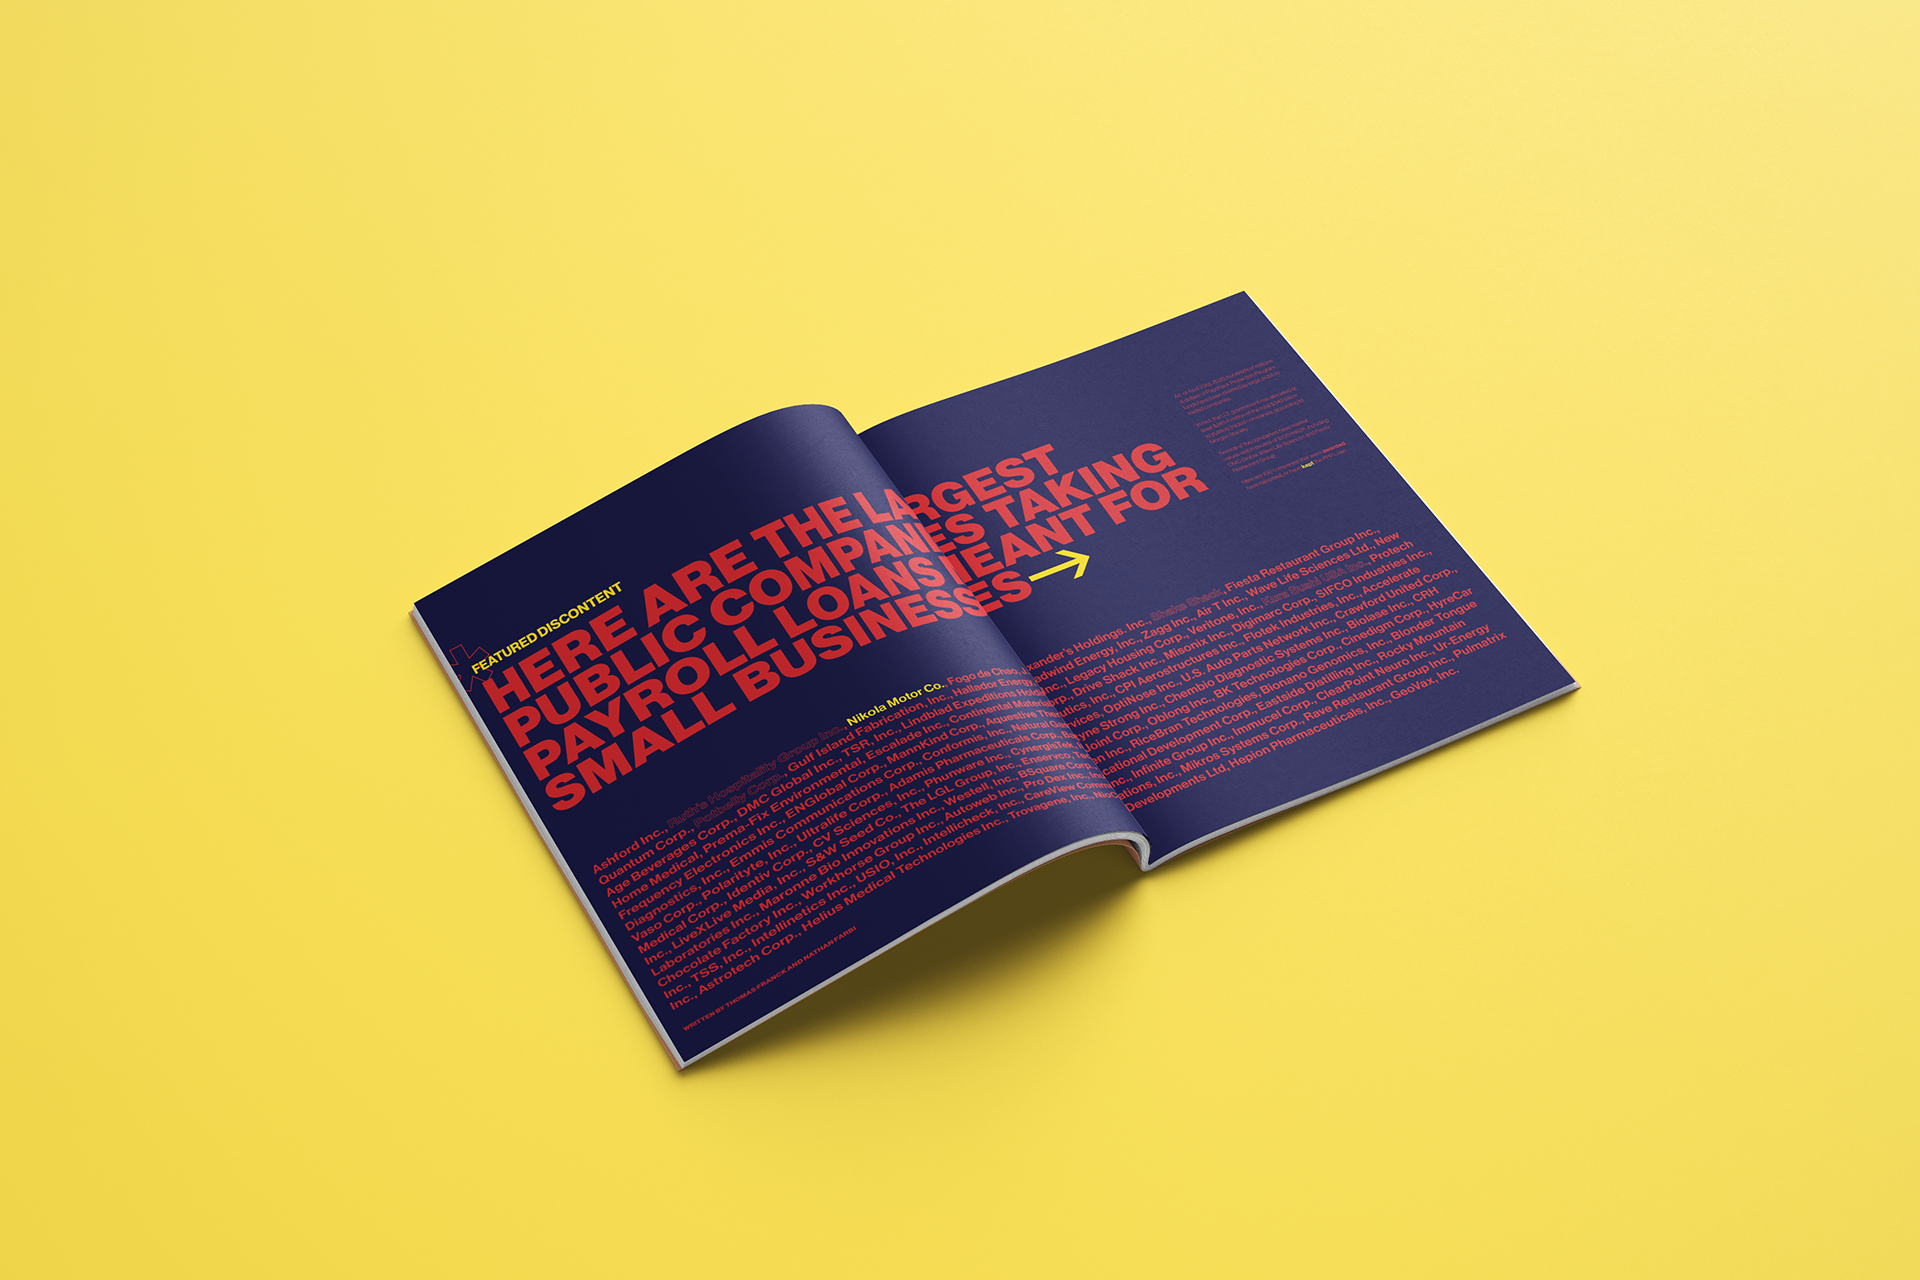 FEATURED DISCONTENT
HERE ARE THE LARGEST
PUBLIC COMPANIES TAKING
PAYROLL LOANS MEANT FOR
SMALL BUSINESSES→
Ashford Inc., Ruth's Hospitality Group Inc., Nikola Motor Co., Fogo de Chao, Alexander's Holdings. Inc., Shake Shack, Fiesta Restaurant Group Inc.,
Quantum Corp., Potbelly Corp., Gulf Island Fabrication, Inc., Hallador Energy Broadwind Energy, Inc., Zagg Inc., Air T Inc., Wave Life Sciences Ltd., New
Age Beverages Corp., DMC Global Inc., TSR, Inc., Lindblad Expeditions Inc., Legacy Housing Corp., Veritone, Inc., Kura Sushi USA Inc., Protech
Home Medical, Prema-Fix Environmental, Escalade Inc., Continental Materials Corp., Drive Shack Inc., Misonix Inc., Digimarc Corp., SIFCO Industries Inc.,
Frequency Electronics Inc., ENGlobal Corp., MannKind Corp., Aquestive Therapeutics, Inc., CPI Aerostructures Inc., Flotek Industries, Inc., Accelerate
Diagnostics, Inc., Emmis Communications Corp., Conformis, Inc., Natural Gas Services, OptiNose Inc., U.S. Auto Parts Network Inc., Crawford United Corp.,
Vaso Corp., Polarityte, Inc., Ultralife Corp., Adamis Pharmaceuticals Corp. Strong Inc., Chembio Diagnostic Systems Inc., Biolase Inc., CRH
Medical Corp., Identiv Corp., CV Sciences, Inc., Phunware Inc., CynergisTek, Joint Corp., Oblong Inc., BK Technologies Corp., Cinedigm Corp., HyreCar
Inc., LiveXLive Media, Inc., S&W Seed Co., The LGL Group, Inc., Enservco, Inc., RiceBran Technologies, Bionano Genomics, Inc., Blonder Tongue
Laboratories Inc., Maronne Bio Innovations Inc., Westell, Inc., BSquare Corp., Educational Development Corp., Eastside Distilling Inc., Rocky Mountain
Chocolate Factory Inc., Workhorse Group Inc., Autoweb Inc., Pro Dex Inc., Infinite Group Inc., Immucel Corp., ClearPoint Neuro Inc., Ur-Energy
Inc., TSS, Inc., Intellinetics Inc., USIO, Inc., Intellicheck, Inc., CareView Communications, Inc., Mikros Systems Corp., Rave Restaurant Group Inc., Pulmatrix
Inc., Astrotech Corp., Helius Medical Technologies Inc., Trovagene, Inc., Developments Ltd, Hepion Pharmaceuticals, Inc., GeoVax, Inc.
WRITTEN BY THOMAS FRANCK AND NATHAN FARBI